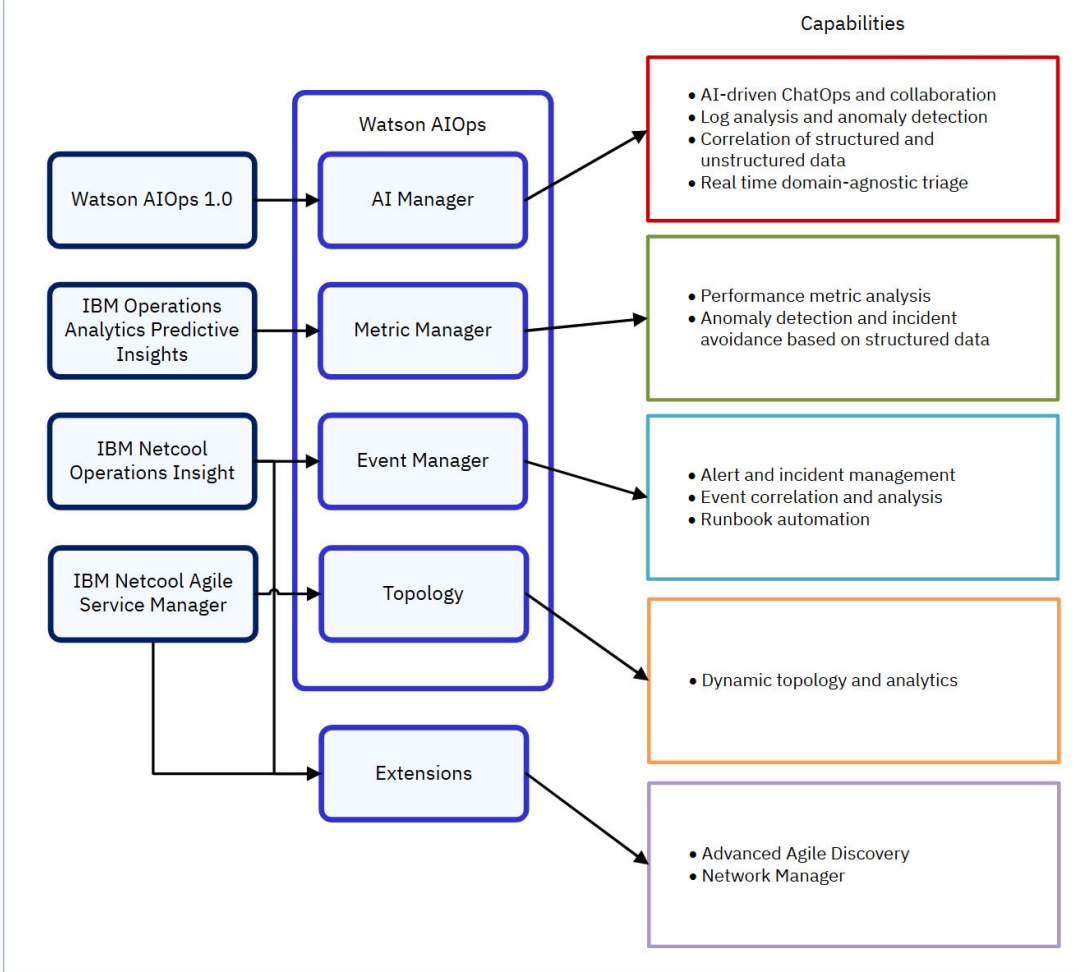 Capabilities
Watson AIOps
Watson AIOps 1.0
AI Manager
• AI-driven ChatOps and collaboration
• Log analysis and anomaly detection
• Correlation of structured and
unstructured data
• Real time domain-agnostic triage
IBM Operations
Analytics Predictive
Insights
Metric Manager
• Performance metric analysis
• Anomaly detection and incident
avoidance based on structured data
IBM Netcool
Operations Insight
Event Manager
• Alert and incident management
• Event correlation and analysis
• Runbook automation
IBM Netcool Agile
Service Manager
Topology
• Dynamic topology and analytics
Extensions
• Advanced Agile Discovery
• Network Manager